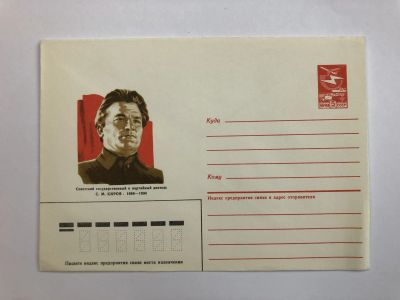 Советский государственный и партийный деятель
С. М. КИРОВ · 1886—1934
Куда
Кому
Индекс предприятия связи и адрес отправителя
Пишите индекс предприятия связи места назначения